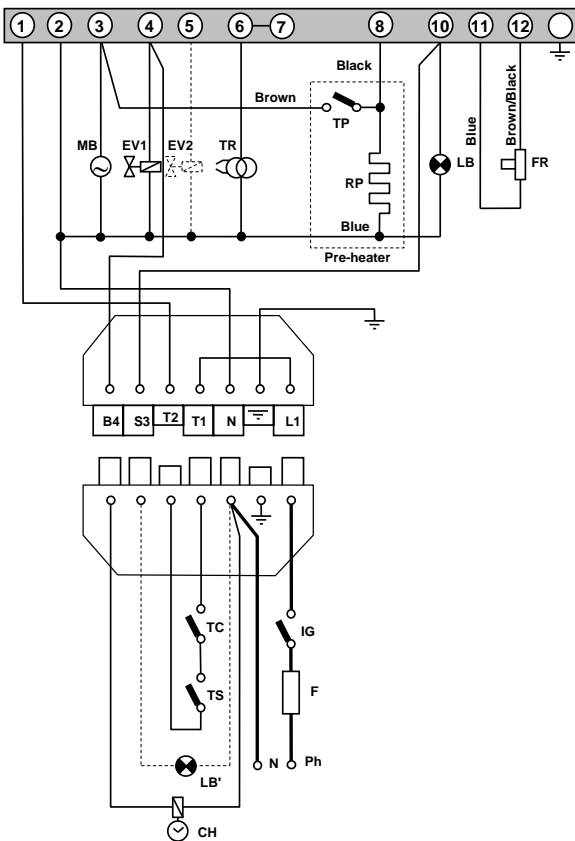 1 2 3 4 5 6 7 8 10 11 12
Black
Brown
TP
Blue
Brown/Black
MB EV1 EV2 TR
RP
LB
FR
Blue
Pre-heater
B4 S3 T2 T1 N L1
TC
IG
TS
F
N Ph
LB'
CH